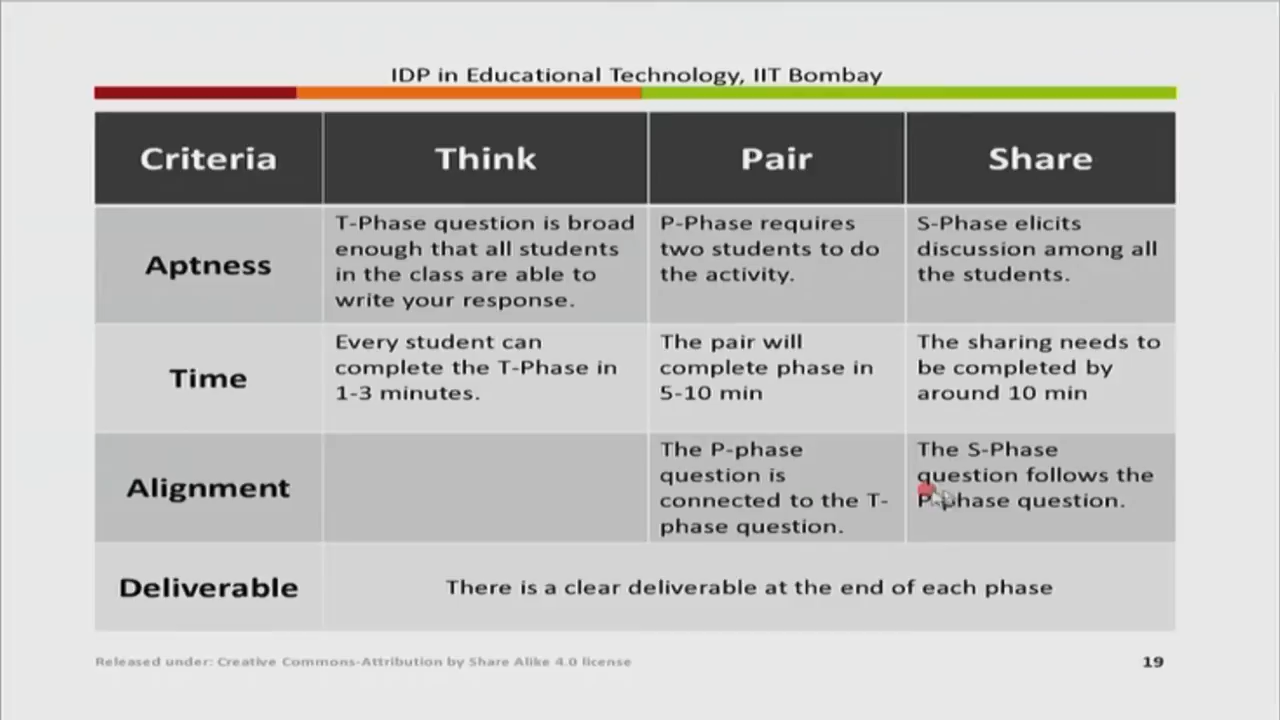 IDP in Educational Technology, IIT Bombay
Criteria
Think
Pair
Share
Aptness
T-Phase question is broad
enough that all students
in the class are able to
write your response.
P-Phase requires
two students to do
the activity.
S-Phase elicits
discussion among all
the students.
Time
Every student can
complete the T-Phase in
1-3 minutes.
The pair will
complete phase in
5-10 min
The sharing needs to
be completed by
around 10 min
Alignment
The P-phase
question is
connected to the T-
phase question.
The S-Phase
question follows the
P-phase question.
Deliverable
There is a clear deliverable at the end of each phase
Released under: Creative Commons-Attribution by Share Alike 4.0 license
19